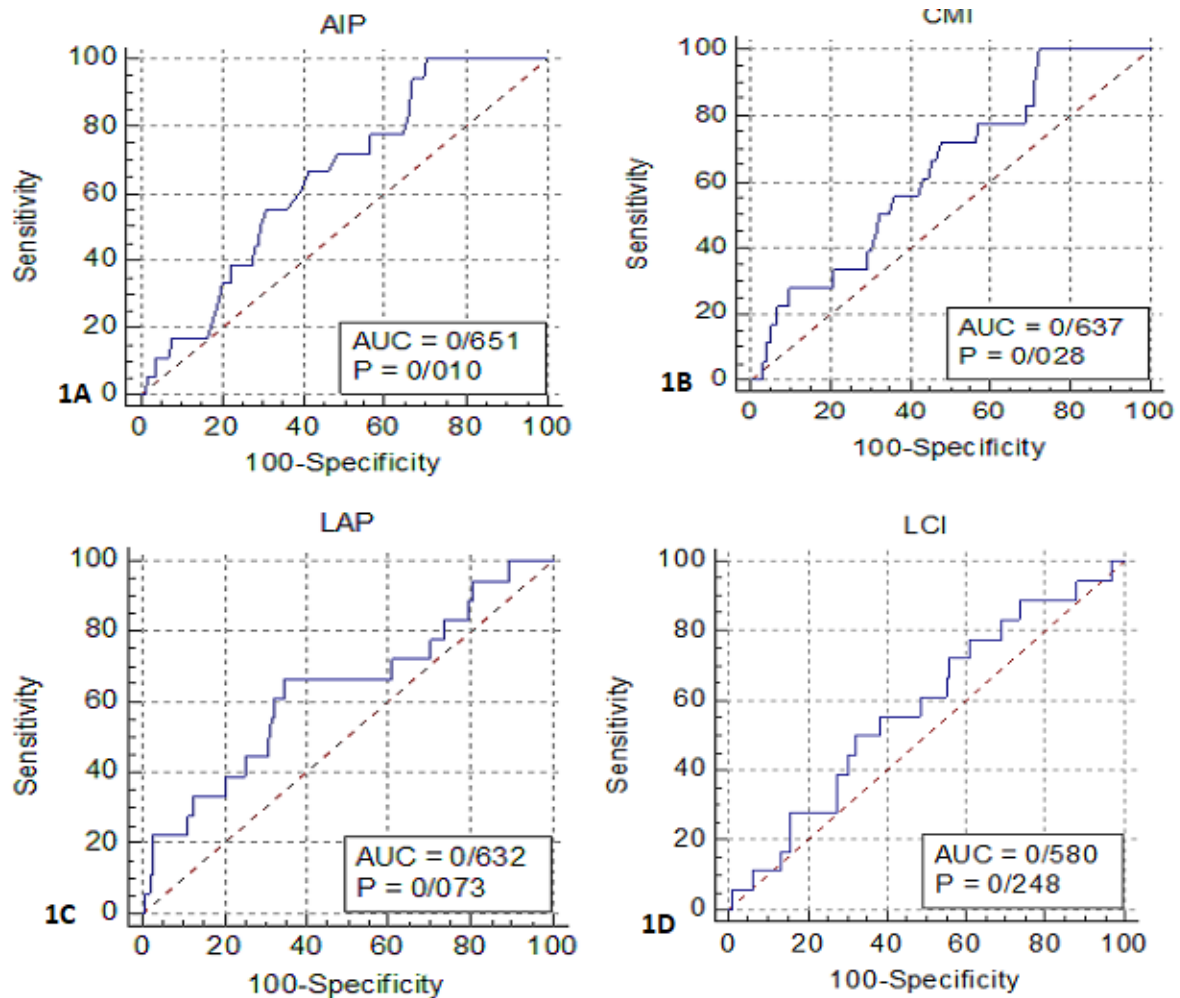 AIP
100
80
60
40
20
0
Sensitivity
AUC = 0/651
P = 0/010
1A
0 20 40 60 80 100
100-Specificity
CMI
100
80
60
40
20
0
Sensitivity
AUC = 0/637
P = 0/028
1B
0 20 40 60 80 100
100-Specificity
LAP
100
80
60
40
20
0
Sensitivity
AUC = 0/632
P = 0/073
1C
0 20 40 60 80 100
100-Specificity
LCI
100
80
60
40
20
0
Sensitivity
AUC = 0/580
P = 0/248
1D
0 20 40 60 80 100
100-Specificity